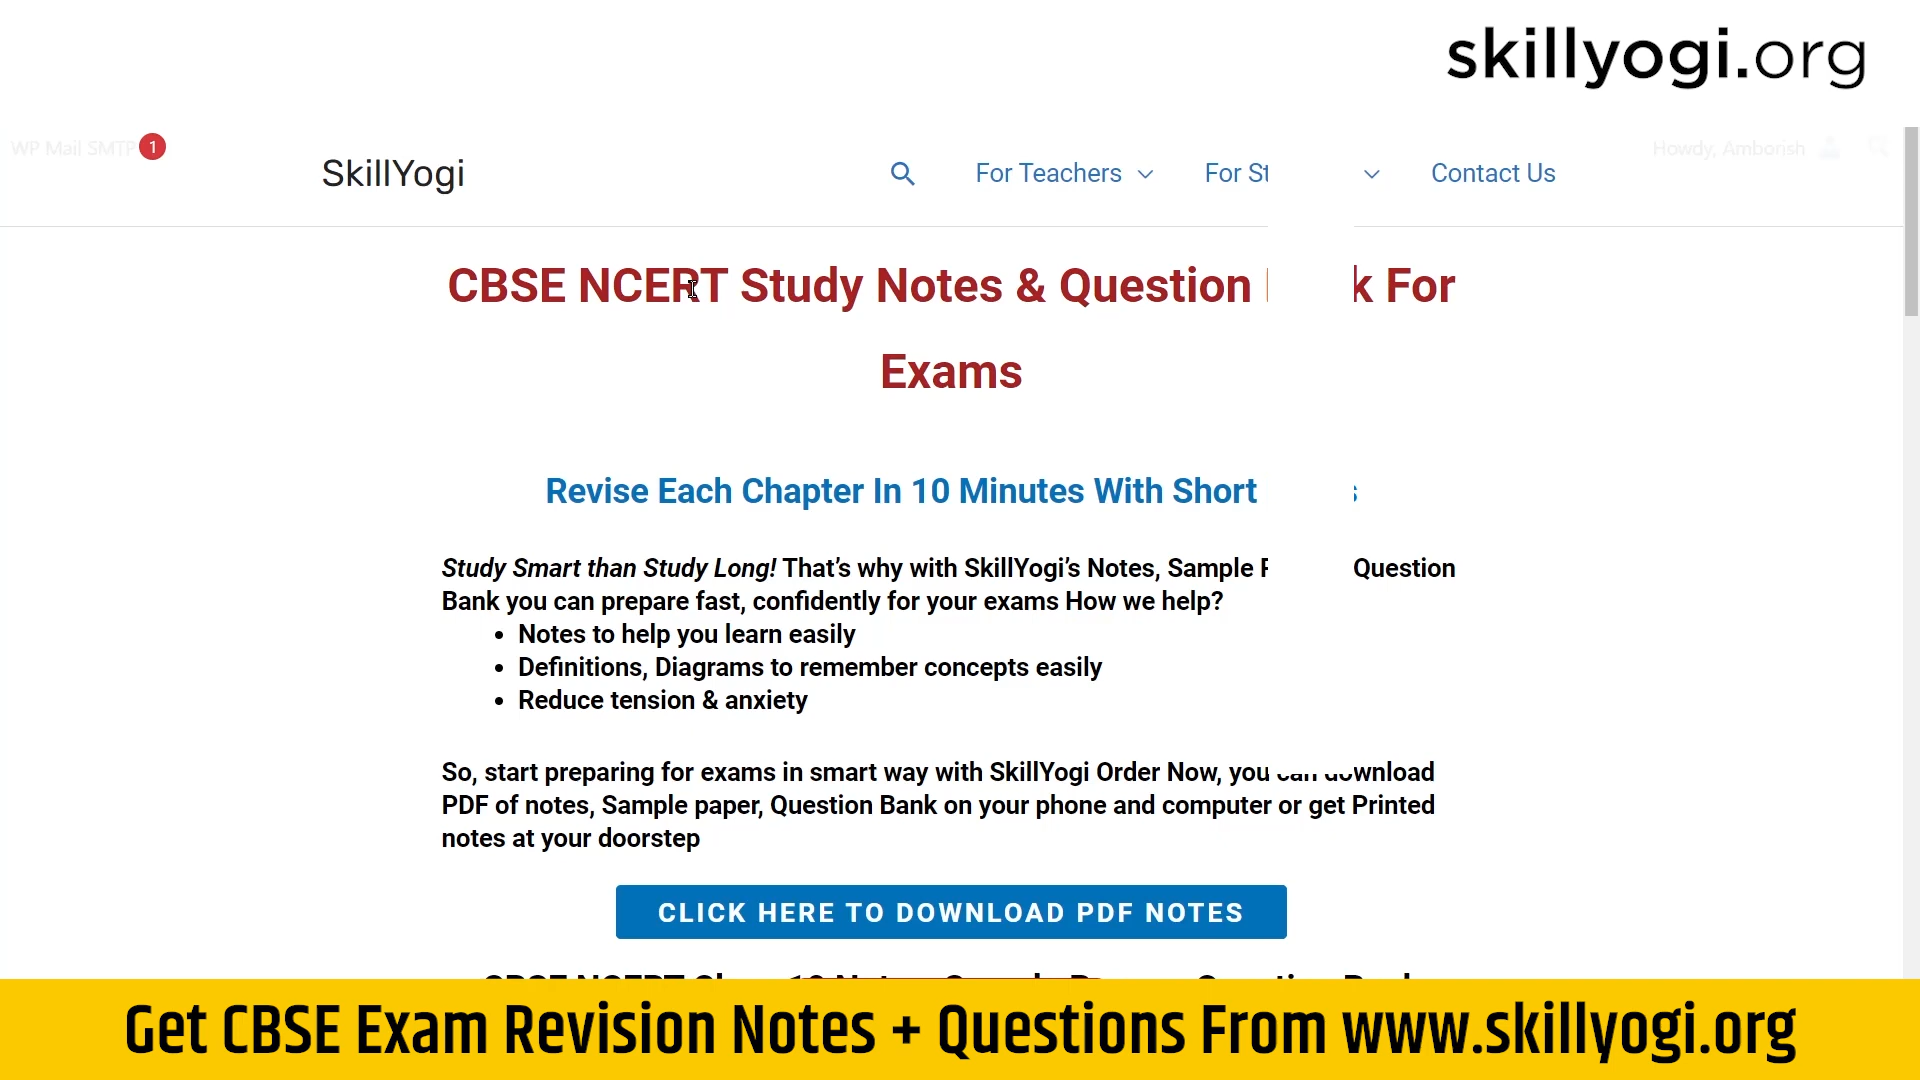 skillyogi.org
WP Mail SMTP 1
Howdy, Amborish
SkillYogi
For Teachers
For St
Contact Us
CBSE NCERT Study Notes & Question k For
Exams
Revise Each Chapter In 10 Minutes With Short s
Study Smart than Study Long! That's why with SkillYogi's Notes, Sample Question
Bank you can prepare fast, confidently for your exams How we help?
• Notes to help you learn easily
• Definitions, Diagrams to remember concepts easily
• Reduce tension & anxiety
So, start preparing for exams in smart way with SkillYogi Order Now, you can download
PDF of notes, Sample paper, Question Bank on your phone and computer or get Printed
notes at your doorstep
CLICK HERE TO DOWNLOAD PDF NOTES
Get CBSE Exam Revision Notes + Questions From www.skillyogi.org